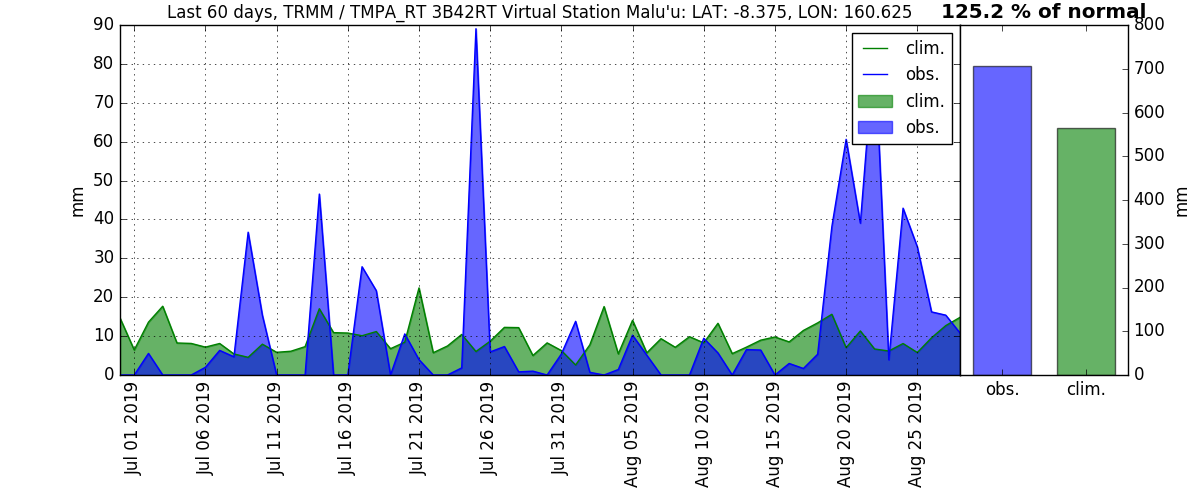 Last 60 days, TRMM / TMPA_RT 3B42RT Virtual Station Malu'u: LAT: -8.375, LON: 160.625
125.2 % of normal
90
80
70
60
50
40
30
20
10
0
mm
clim.
obs.
clim.
obs.
800
700
600
500
400
300
200
100
0
mm
Jul 01 2019
Jul 06 2019
Jul 11 2019
Jul 16 2019
Jul 21 2019
Jul 26 2019
Jul 31 2019
Aug 05 2019
Aug 10 2019
Aug 15 2019
Aug 20 2019
Aug 25 2019
obs.
clim.